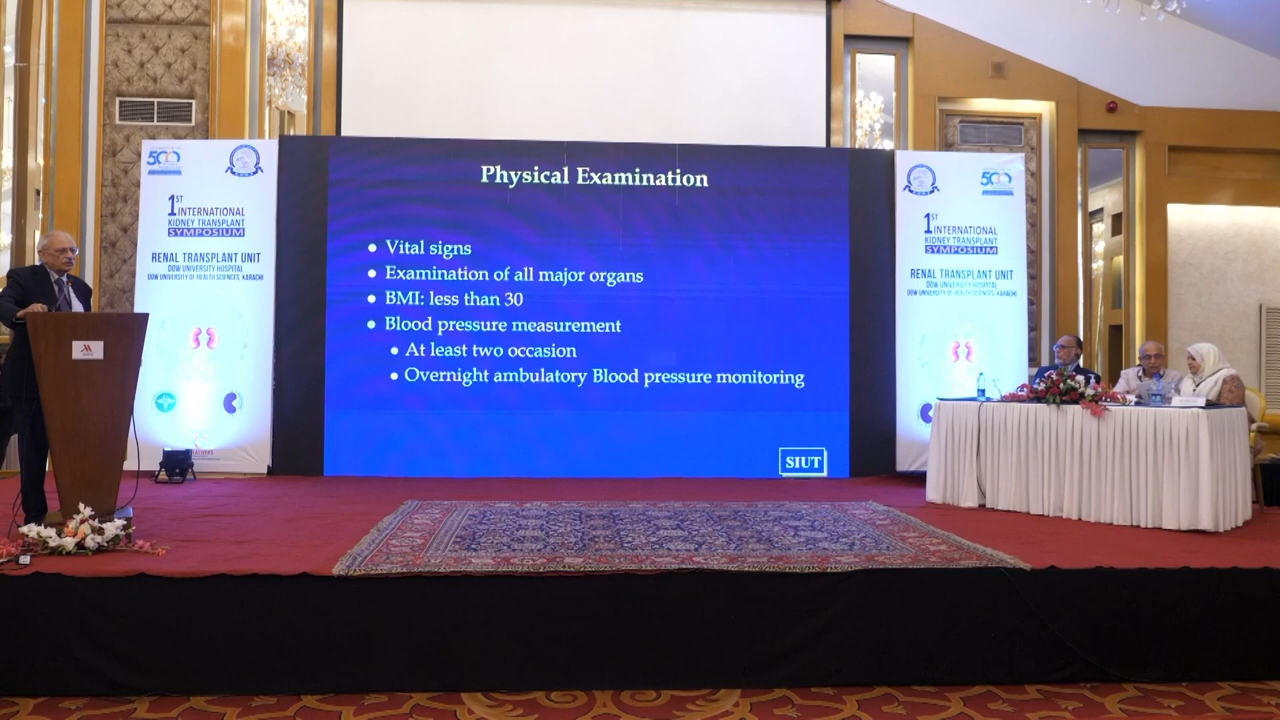 Physical Examination
Vital signs
Examination of all major organs
BMI: less than 30
Blood pressure measurement
At least two occasion
Overnight ambulatory Blood pressure monitoring
SIUT
500
1ST
INTERNATIONAL
KIDNEY TRANSPLANT
SYMPOSIUM
RENAL TRANSPLANT UNIT
DOW UNIVERSITY HOSPITAL
DOW UNIVERSITY OF HEALTH SCIENCES, KARACHI
500
1ST
INTERNATIONAL
KIDNEY TRANSPLANT
SYMPOSIUM
RENAL TRANSPLANT UNIT
DOW UNIVERSITY HOSPITAL
DOW UNIVERSITY OF HEALTH SCIENCES, KARACHI